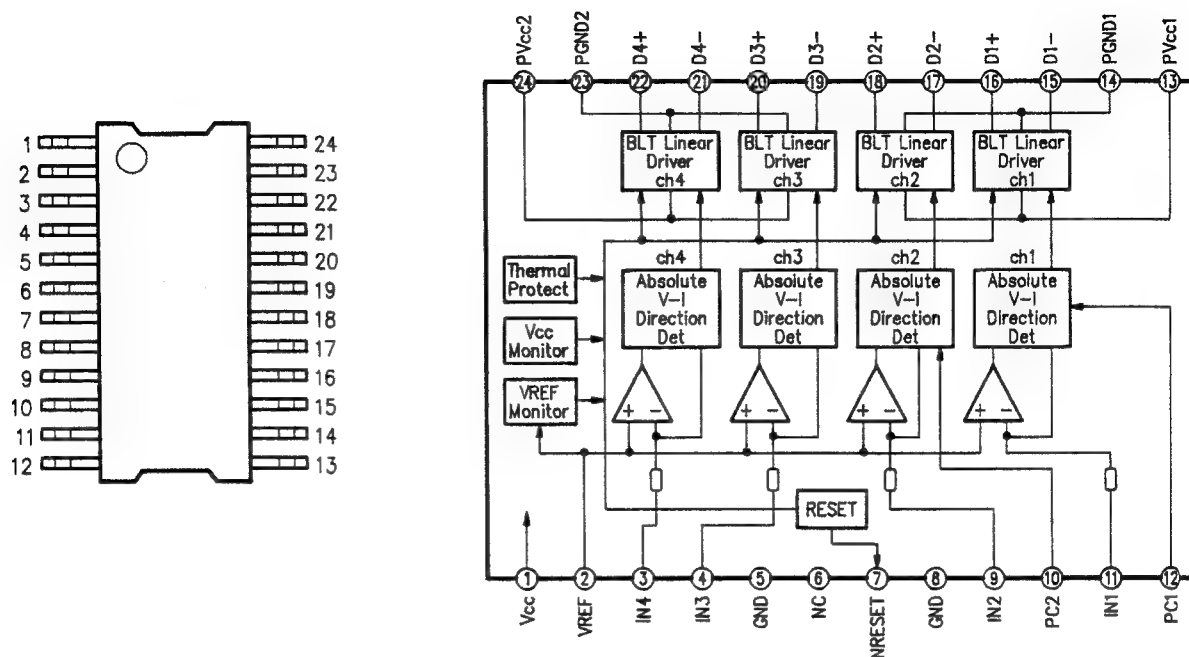 1
2
3
4
5
6
7
8
9
10
11
12
24
23
22
21
20
19
18
17
16
15
14
13
PVcc2
PGND2
D4+
D4-
D3+
D3-
D2+
D2-
D1+
D1-
PGND1
PVcc1
24 23 22 21 20 19 18 17 16 15 14 13
BLT Linear
Driver
ch4
BLT Linear
Driver
ch3
BLT Linear
Driver
ch2
BLT Linear
Driver
ch1
ch4 ch3 ch2 ch1
Thermal
Protect
Vcc
Monitor
VREF
Monitor
Absolute
V-I
Direction
Det
Absolute
V-I
Direction
Det
Absolute
V-I
Direction
Det
Absolute
V-I
Direction
Det
+ -
+ -
+ -
+ -
RESET
1 2 3 4 5 6 7 8 9 10 11 12
Vcc
VREF
IN4
IN3
GND
NC
NRESET
GND
IN2
PC2
IN1
PC1